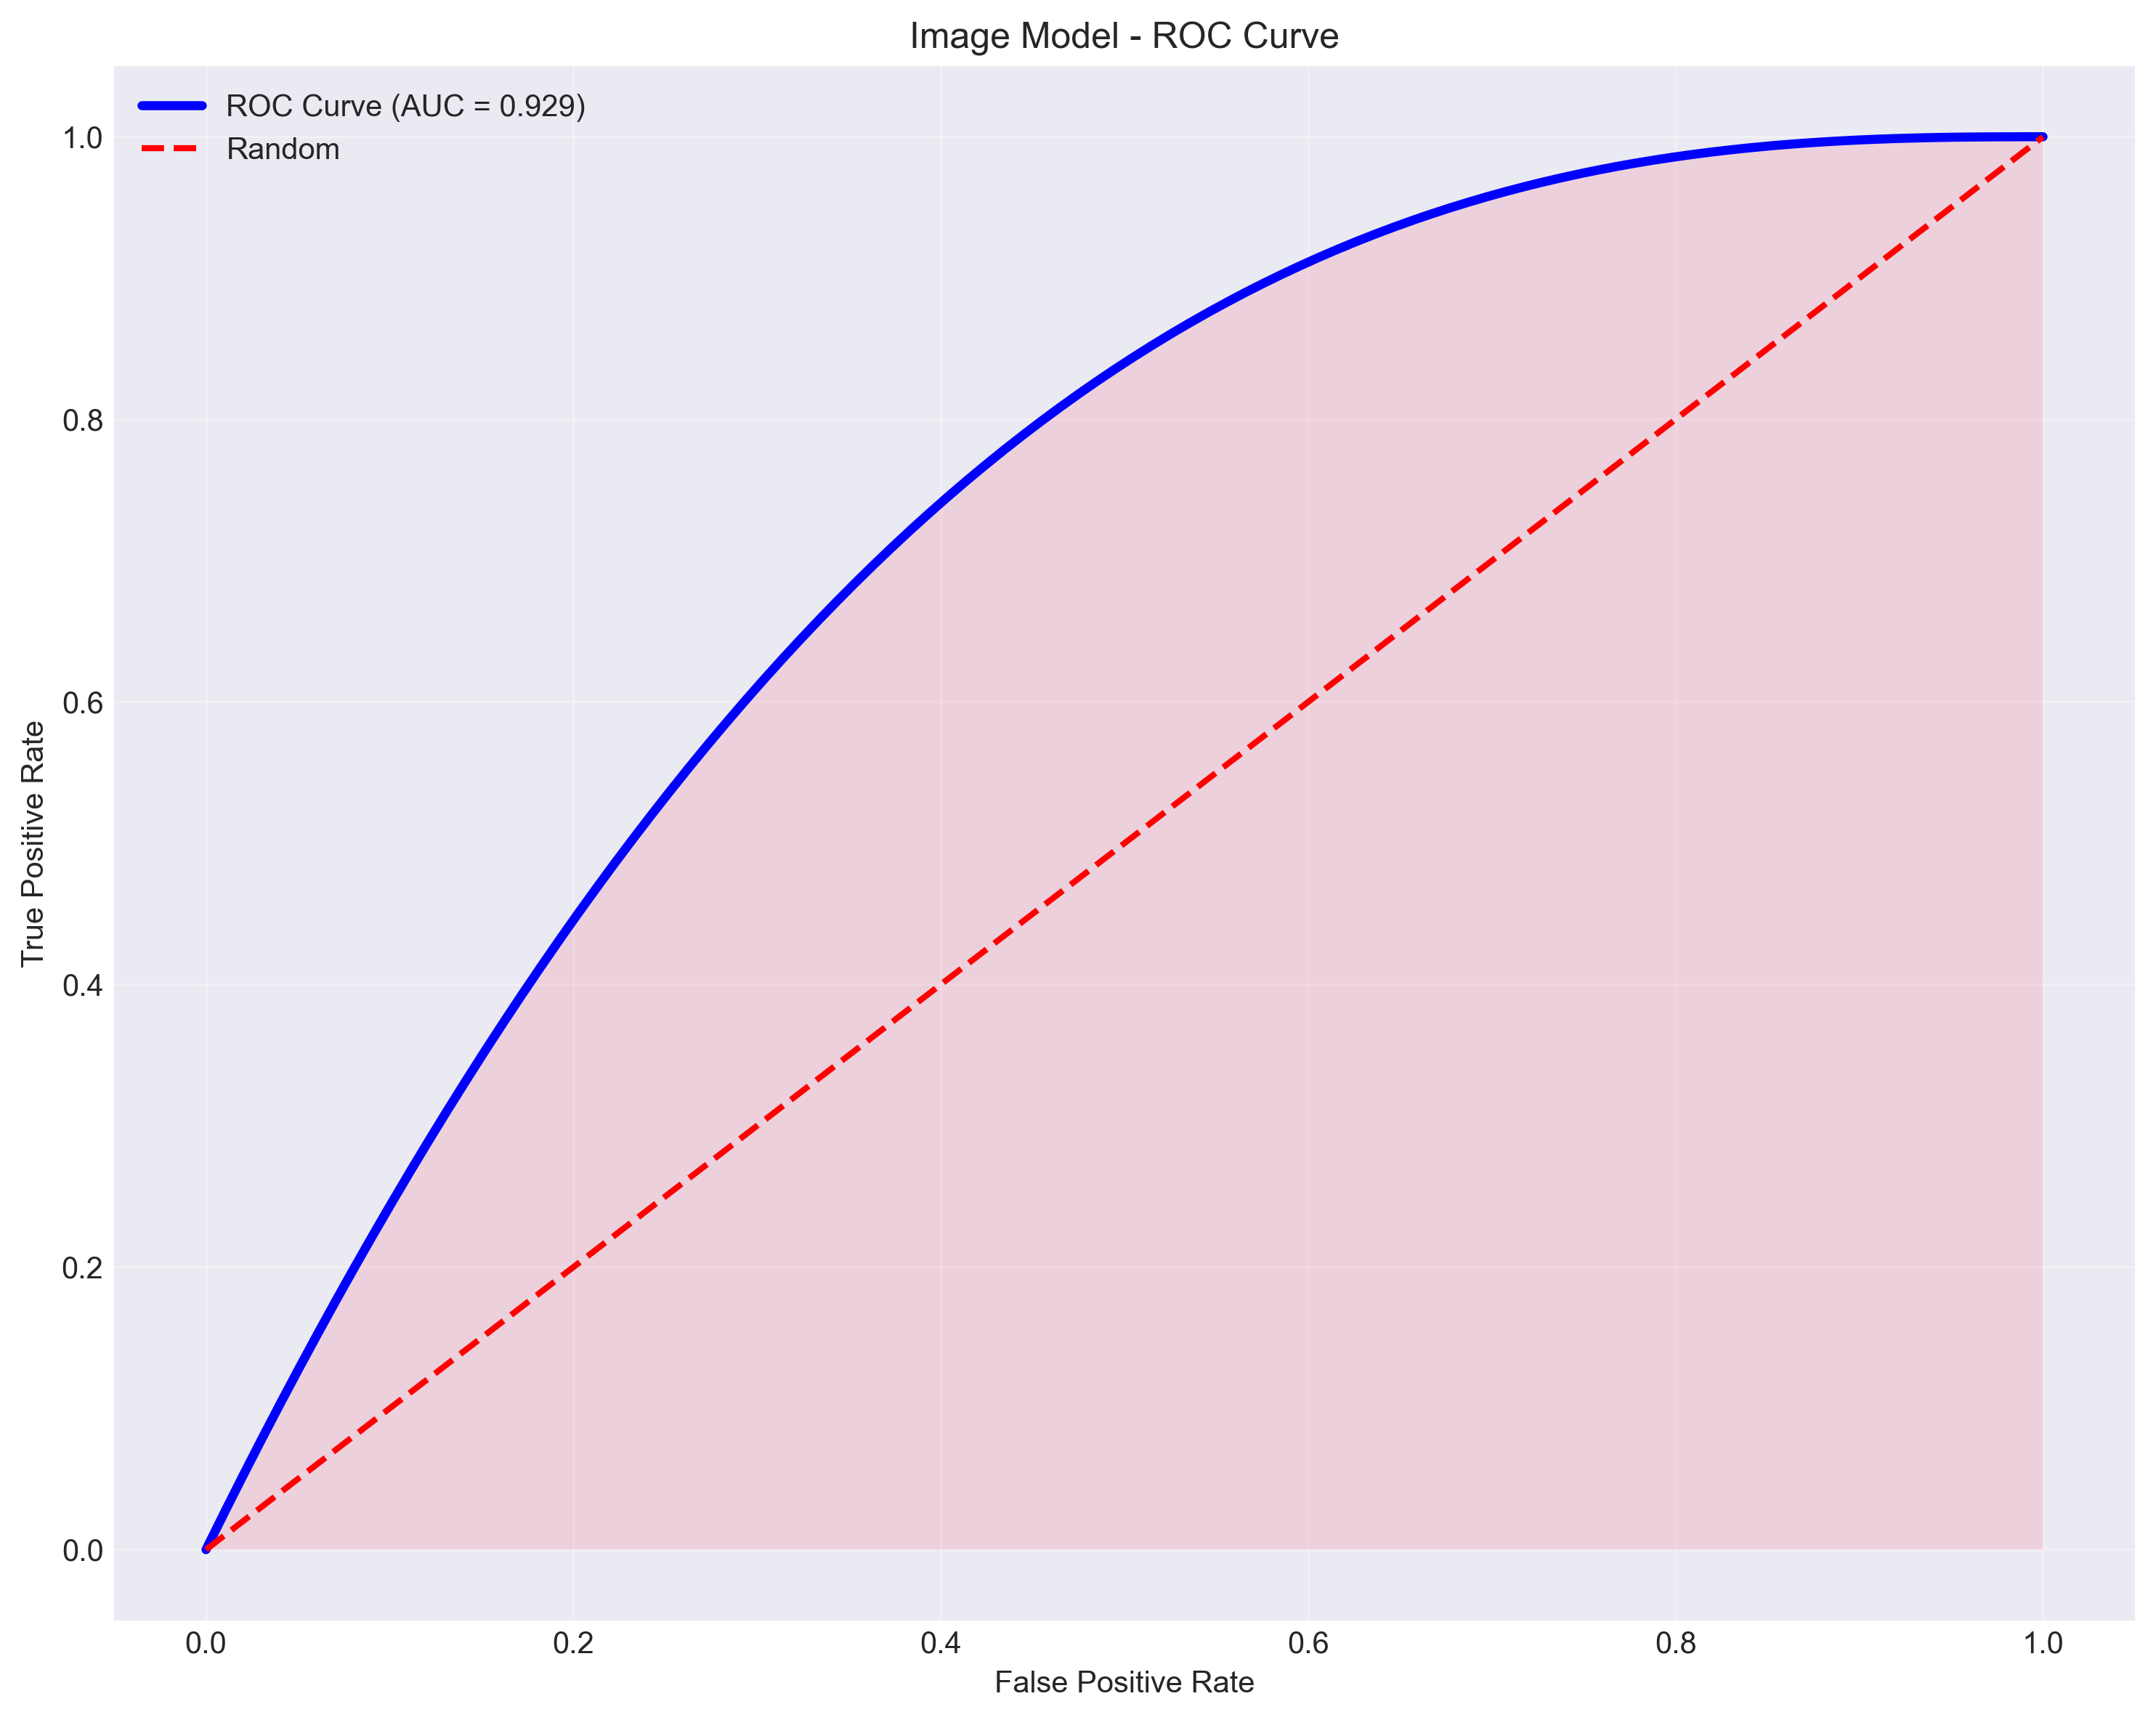 Image Model - ROC Curve
ROC Curve (AUC = 0.929)
Random
1.0
0.8
0.6
0.4
0.2
0.0
True Positive Rate
0.0 0.2 0.4 0.6 0.8 1.0
False Positive Rate